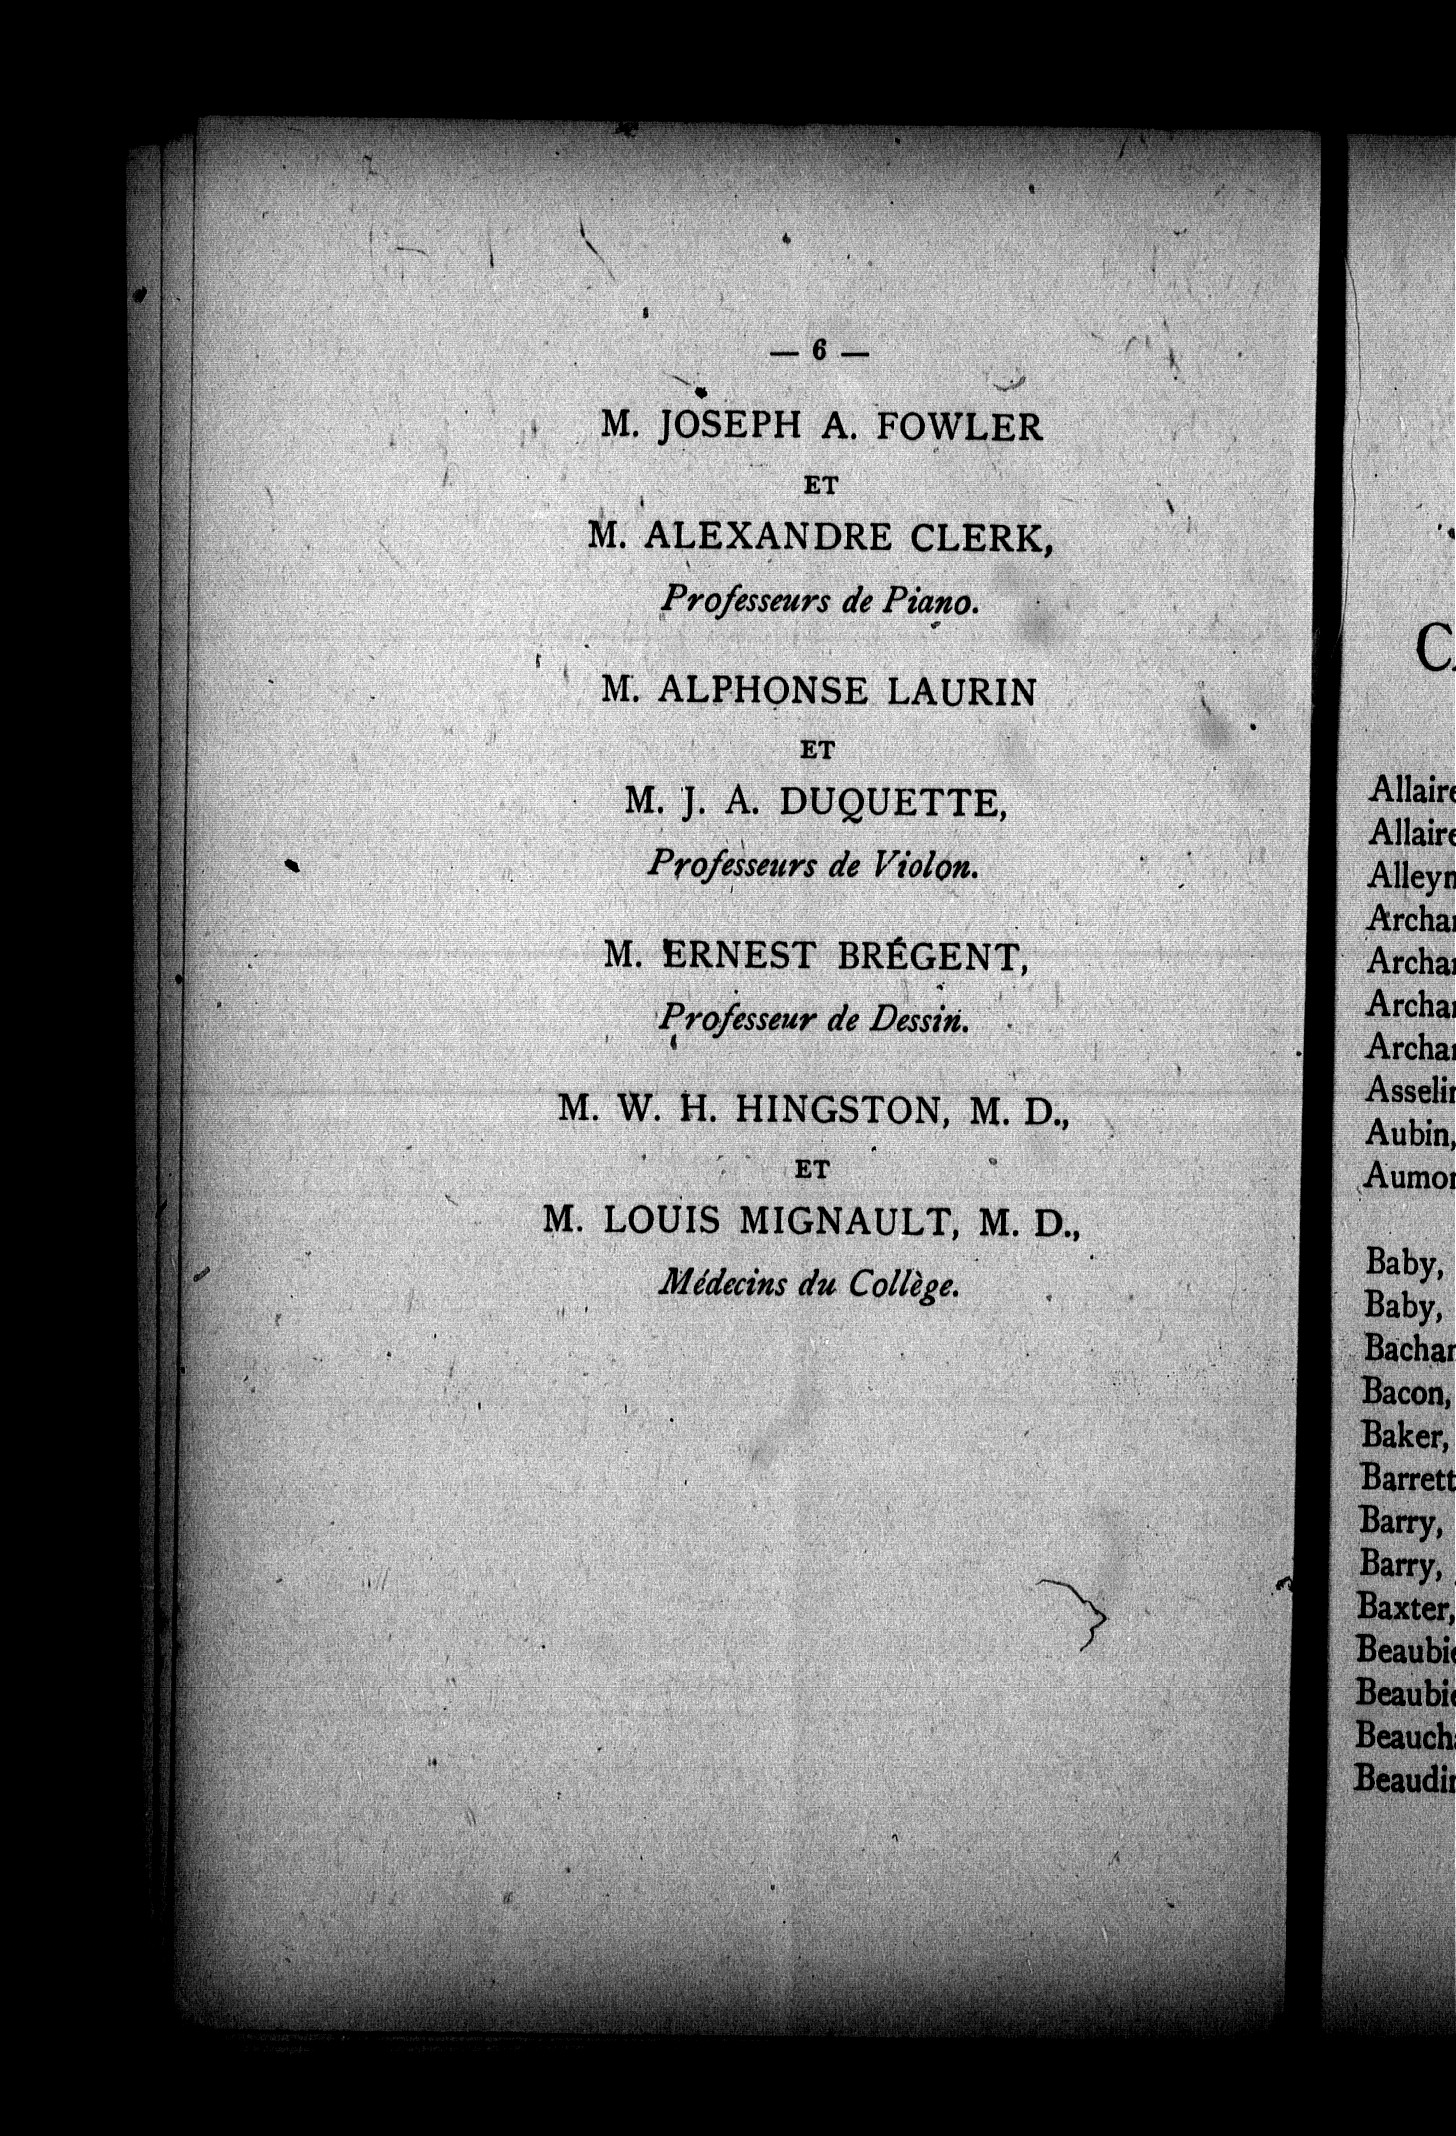 — 6 —
M. JOSEPH A. FOWLER
ET
M. ALEXANDRE CLERK,
Professeurs de Piano.
M. ALPHONSE LAURIN
ET
M. J. A. DUQUETTE,
Professeurs de Violon.
M. ERNEST BRÉGENT,
Professeur de Dessin.
M. W. H. HINGSTON, M. D.,
ET
M. LOUIS MIGNAULT, M. D.,
Médecins du Collège.
Aubin,
Baby,
Baby,
Bacon,
Baker,
Barry,
Barry,
Baxter,